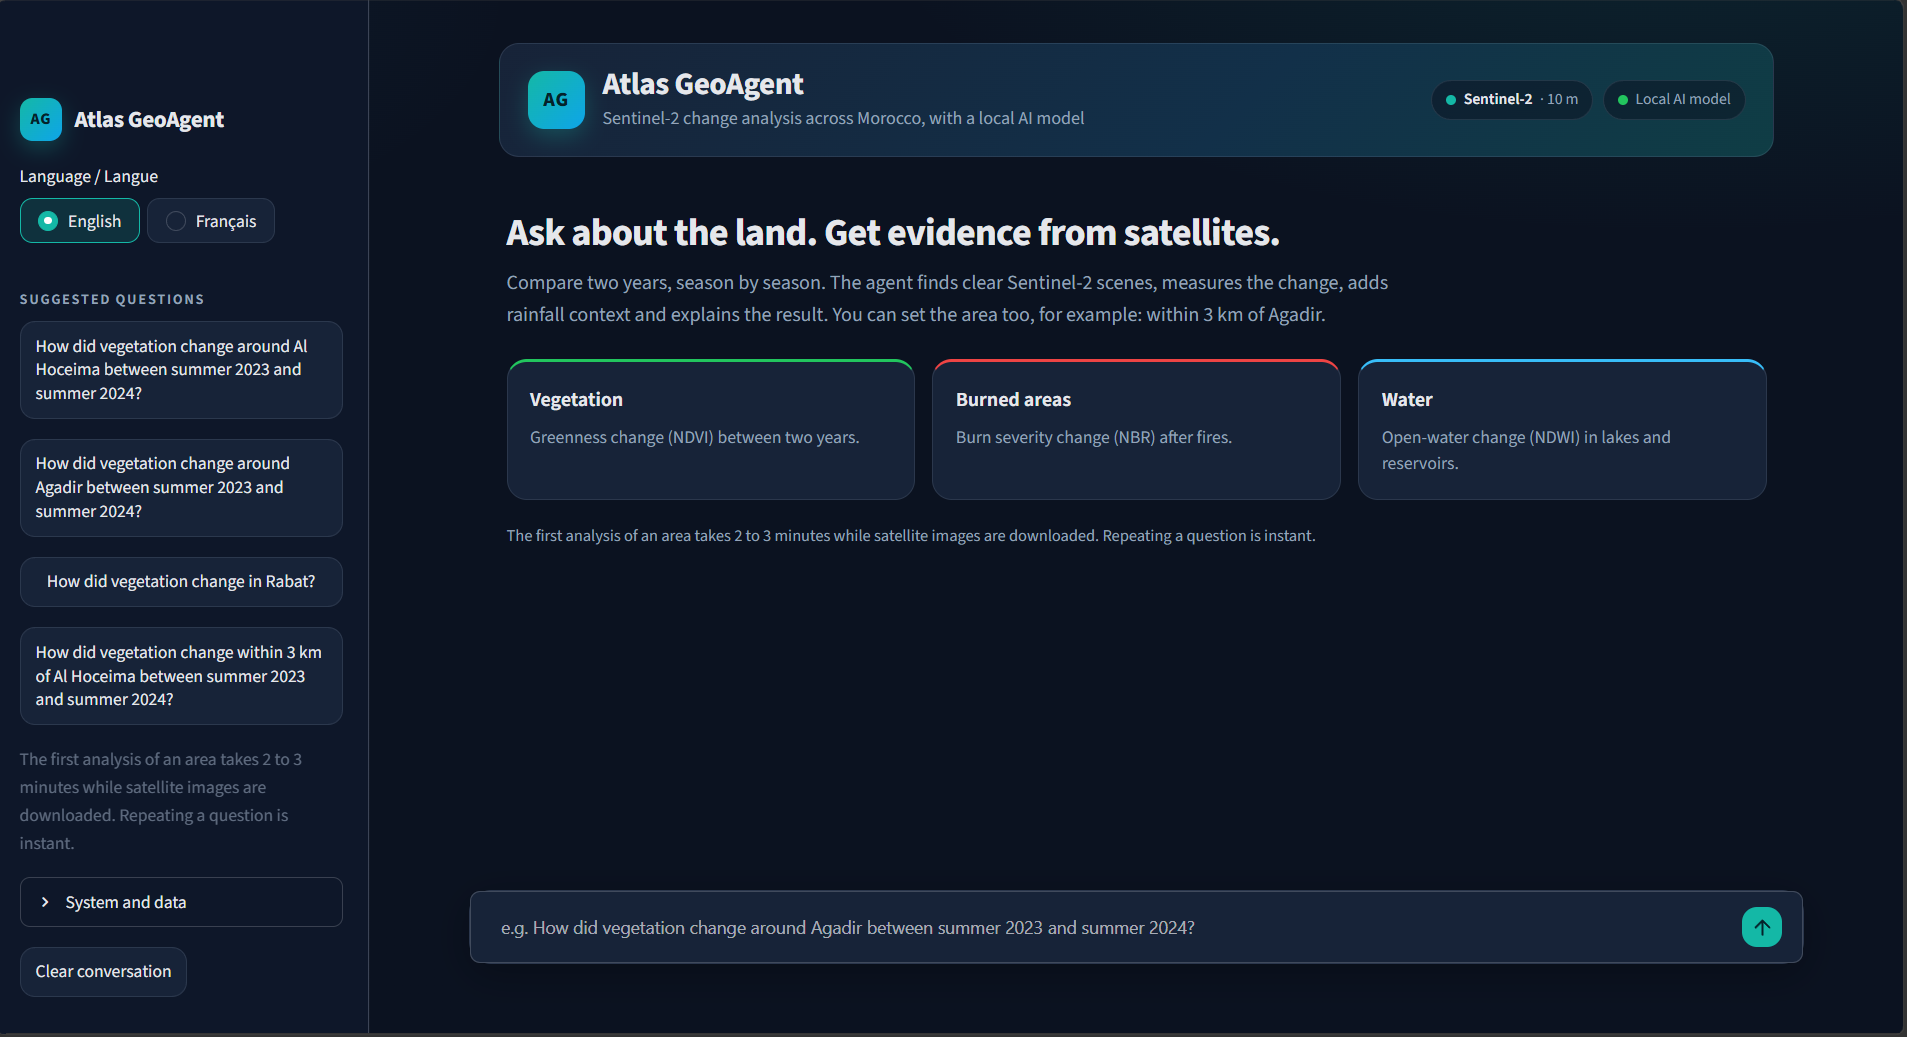 AG
Atlas GeoAgent
Language / Langue
English
Français
SUGGESTED QUESTIONS
How did vegetation change around Al
Hoceima between summer 2023 and
summer 2024?
How did vegetation change around
Agadir between summer 2023 and
summer 2024?
How did vegetation change in Rabat?
How did vegetation change within 3 km
of Al Hoceima between summer 2023
and summer 2024?
The first analysis of an area takes 2 to 3
minutes while satellite images are
downloaded. Repeating a question is
instant.
System and data
Clear conversation
AG
Atlas GeoAgent
Sentinel-2 change analysis across Morocco, with a local AI model
Sentinel-2 · 10 m
Local AI model
Ask about the land. Get evidence from satellites.
Compare two years, season by season. The agent finds clear Sentinel-2 scenes, measures the change, adds
rainfall context and explains the result. You can set the area too, for example: within 3 km of Agadir.
Vegetation
Greenness change (NDVI) between two years.
Burned areas
Burn severity change (NBR) after fires.
Water
Open-water change (NDWI) in lakes and
reservoirs.
The first analysis of an area takes 2 to 3 minutes while satellite images are downloaded. Repeating a question is instant.
e.g. How did vegetation change around Agadir between summer 2023 and summer 2024?